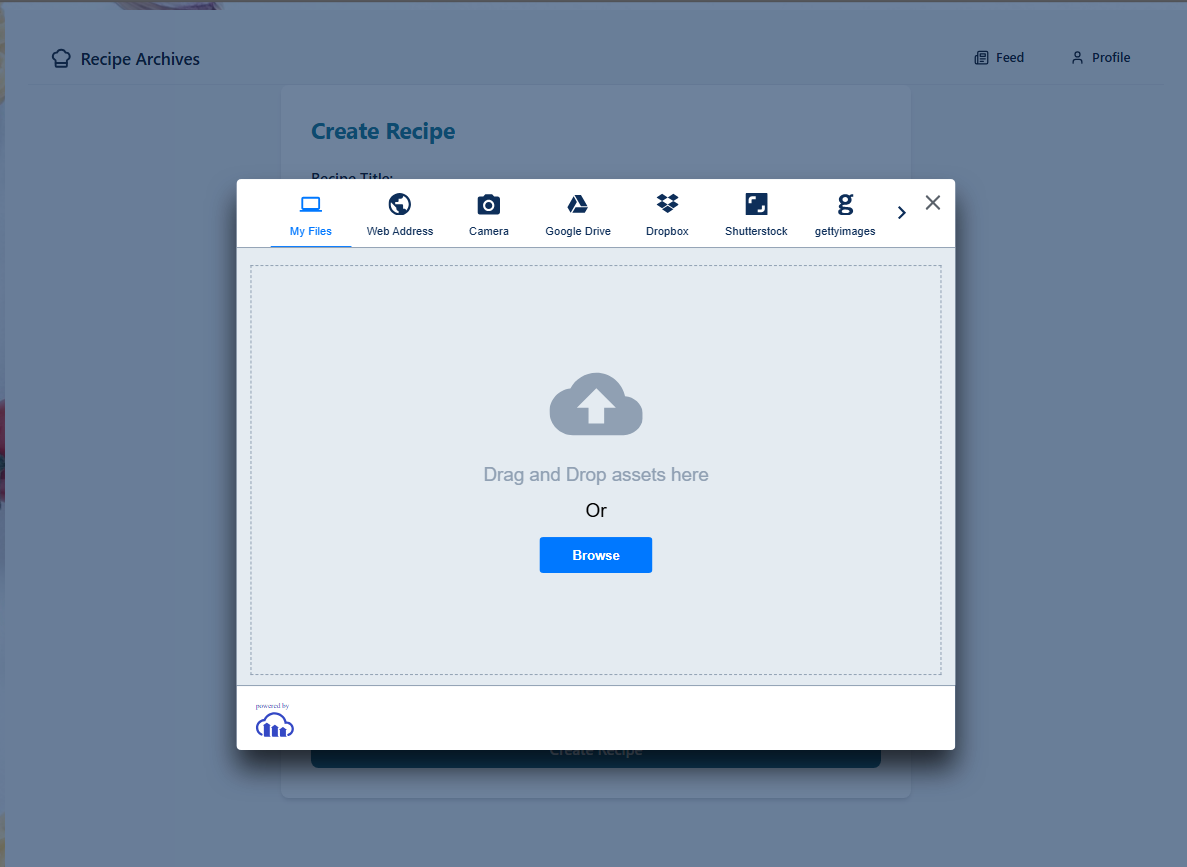 Recipe Archives
Feed
Profile
Create Recipe
Recipe Title:
My Files
Web Address
Camera
Google Drive
Dropbox
Shutterstock
gettyimages
Drag and Drop assets here
Or
Browse
powered by
Create Recipe